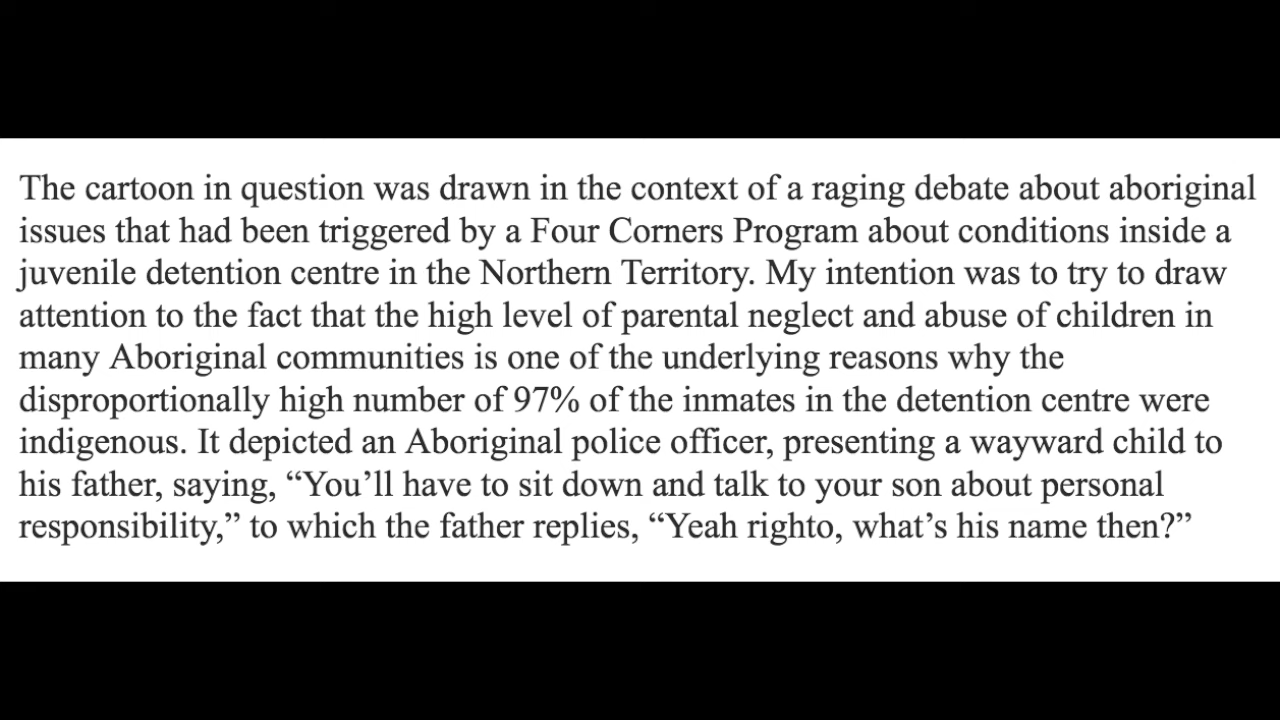 The cartoon in question was drawn in the context of a raging debate about aboriginal
issues that had been triggered by a Four Corners Program about conditions inside a
juvenile detention centre in the Northern Territory. My intention was to try to draw
attention to the fact that the high level of parental neglect and abuse of children in
many Aboriginal communities is one of the underlying reasons why the
disproportionally high number of 97% of the inmates in the detention centre were
indigenous. It depicted an Aboriginal police officer, presenting a wayward child to
his father, saying, “You’ll have to sit down and talk to your son about personal
responsibility,” to which the father replies, “Yeah righto, what’s his name then?”